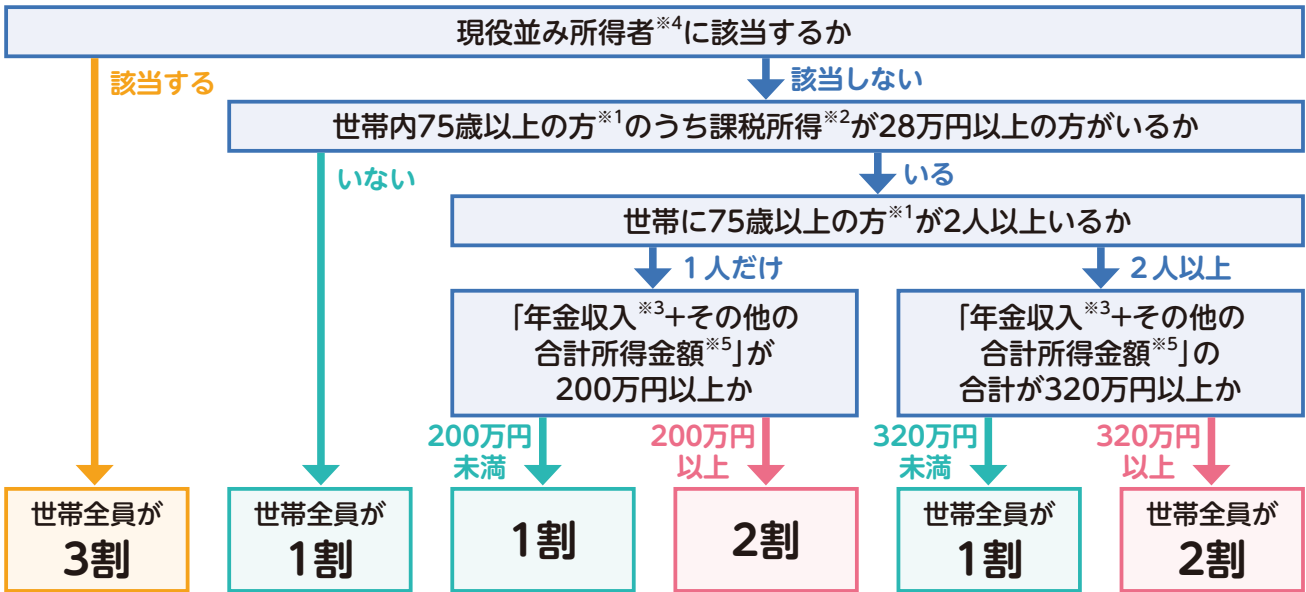 現役並み所得者※4に該当するか
該当する
該当しない
世帯内75歳以上の方※1のうち課税所得※2が28万円以上の方がいるか
いない
いる
世帯に75歳以上の方※1が2人以上いるか
1人だけ
2人以上
「年金収入※3+その他の
合計所得金額※5」が
200万円以上か
「年金収入※3+その他の
合計所得金額※5」の
合計が320万円以上か
200万円
未満
200万円
以上
320万円
未満
320万円
以上
世帯全員が
3割
世帯全員が
1割
1割
2割
世帯全員が
1割
世帯全員が
2割